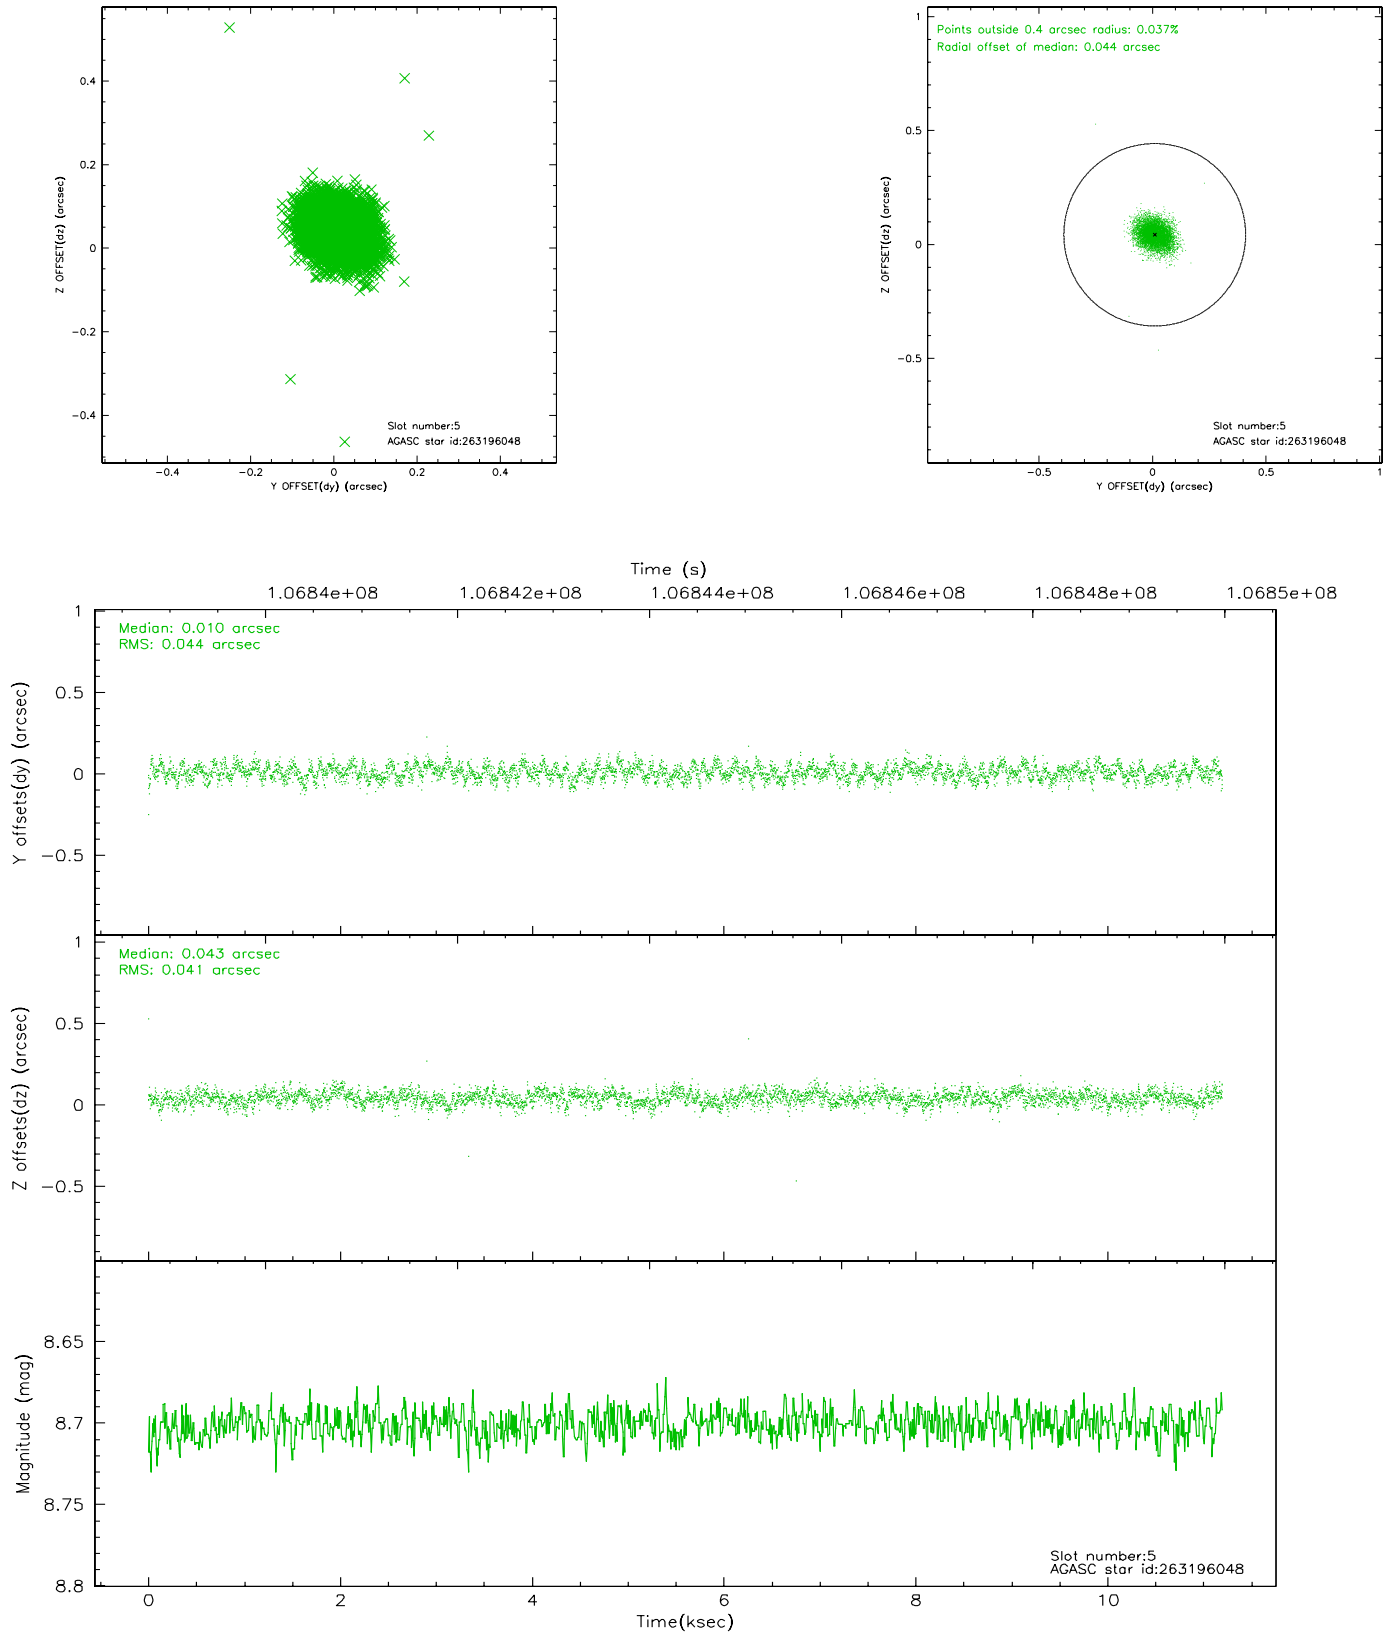 0.4
0.2
0
−0.2
−0.4
Z OFFSET(dz) (arcsec)
Slot number:5
AGASC star id:263196048
−0.4 −0.2 0 0.2 0.4
Y OFFSET(dy) (arcsec)
Points outside 0.4 arcsec radius: 0.037%
Radial offset of median: 0.044 arcsec
1
0.5
0
−0.5
Z OFFSET(dz) (arcsec)
Slot number:5
AGASC star id:263196048
−0.5 0 0.5 1
Y OFFSET(dy) (arcsec)
Time (s)
1.0684e+08 1.06842e+08 1.06844e+08 1.06846e+08 1.06848e+08 1.0685e+08
Median: 0.010 arcsec
RMS: 0.044 arcsec
1
0.5
0
−0.5
Y offsets(dy) (arcsec)
Median: 0.043 arcsec
RMS: 0.041 arcsec
1
0.5
0
−0.5
Z offsets(dz) (arcsec)
8.65
8.7
8.75
8.8
Magnitude (mag)
Slot number:5
AGASC star id:263196048
0 2 4 6 8 10
Time(ksec)